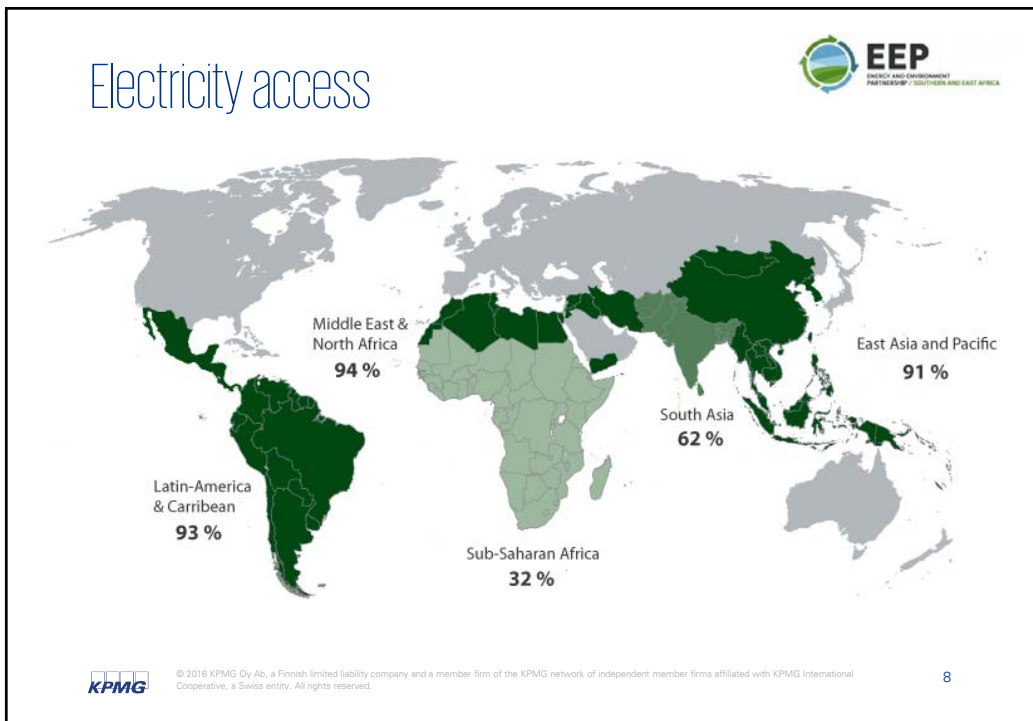 Electricity access
EEP
ENERGY AND ENVIRONMENT
PARTNERSHIP / SOUTHERN AND EAST AFRICA
Middle East &
North Africa
94 %
East Asia and Pacific
91 %
South Asia
62 %
Latin-America
& Carribean
93 %
Sub-Saharan Africa
32 %
KPMG
© 2016 KPMG Oy Ab, a Finnish limited liability company and a member firm of the KPMG network of independent member firms affiliated with KPMG International
Cooperative, a Swiss entity. All rights reserved.
8